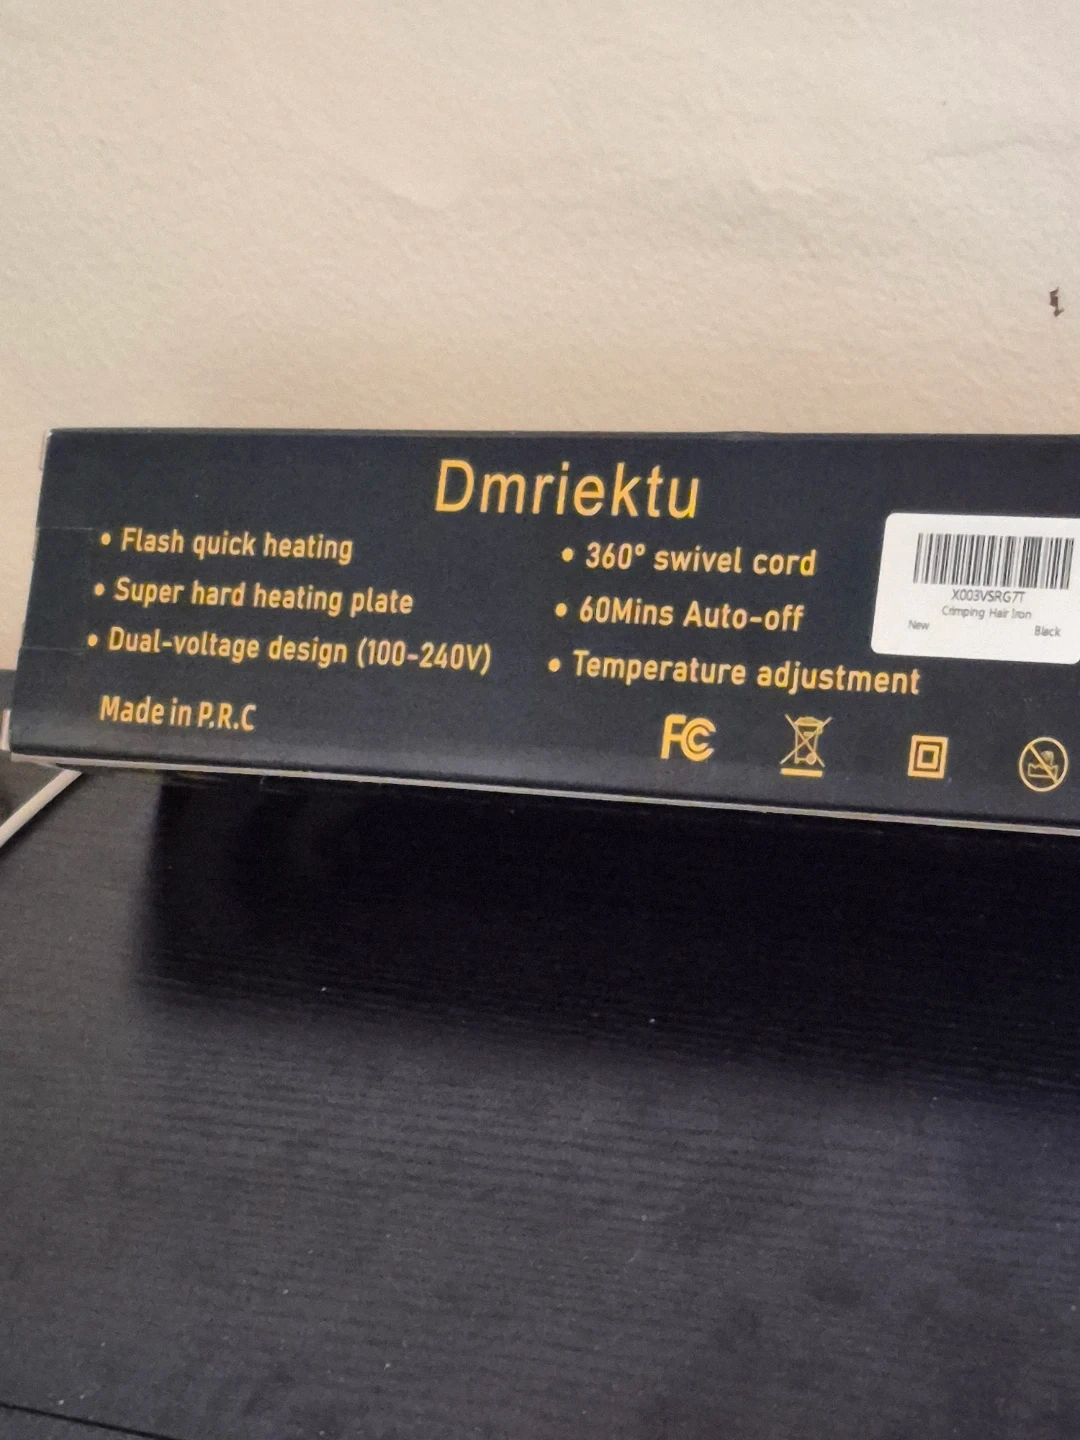 Dmriektu
• Flash quick heating
• Super hard heating plate
• Dual-voltage design (100-240V)
• 360° swivel cord
• 60Mins Auto-off
• Temperature adjustment
Made in P.R.C
FC
X003VSRG7T
Crimping Hair Iron
New
Black